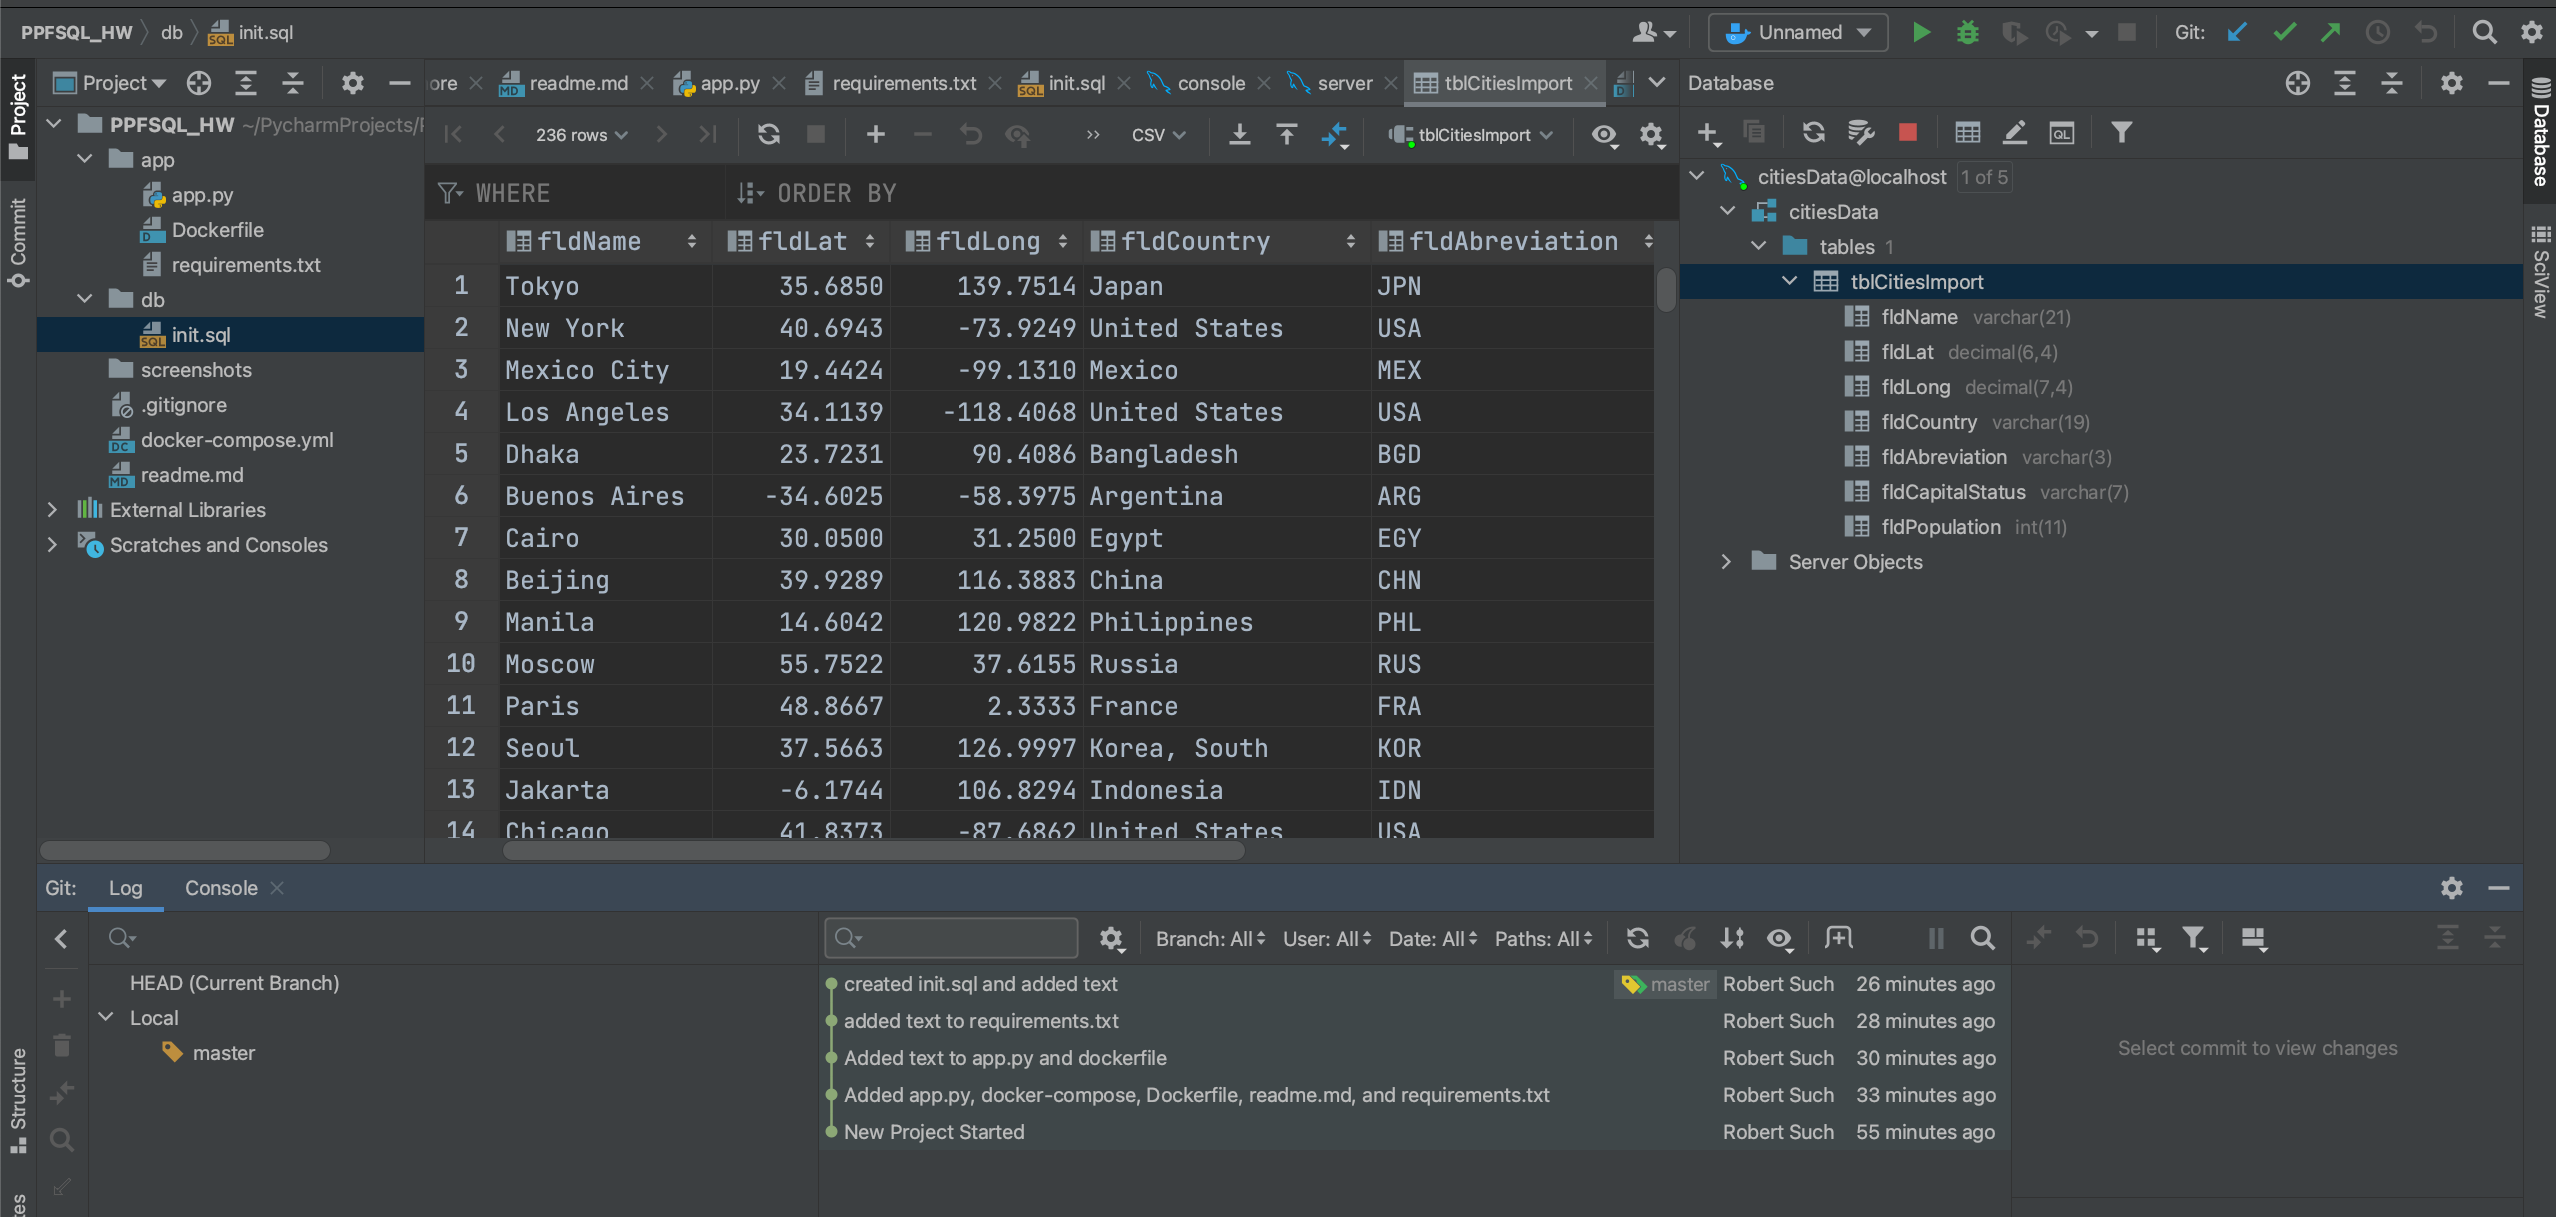 PPFSQL_HW db init.sql
Unnamed Git:
Project
Commit
Structure
Project
PPFSQL_HW ~/PycharmProjects/
app
app.py
Dockerfile
requirements.txt
db
init.sql
screenshots
.gitignore
docker-compose.yml
readme.md
External Libraries
Scratches and Consoles
ore readme.md app.py requirements.txt init.sql console server tblCitiesImport
236 rows CSV tblCitiesImport
WHERE ORDER BY
fldName fldLat fldLong fldCountry fldAbreviation
1 Tokyo 35.6850 139.7514 Japan JPN
2 New York 40.6943 -73.9249 United States USA
3 Mexico City 19.4424 -99.1310 Mexico MEX
4 Los Angeles 34.1139 -118.4068 United States USA
5 Dhaka 23.7231 90.4086 Bangladesh BGD
6 Buenos Aires -34.6025 -58.3975 Argentina ARG
7 Cairo 30.0500 31.2500 Egypt EGY
8 Beijing 39.9289 116.3883 China CHN
9 Manila 14.6042 120.9822 Philippines PHL
10 Moscow 55.7522 37.6155 Russia RUS
11 Paris 48.8667 2.3333 France FRA
12 Seoul 37.5663 126.9997 Korea, South KOR
13 Jakarta -6.1744 106.8294 Indonesia IDN
14 Chicago 41.8373 -87.6862 United States USA
Database
QL
citiesData@localhost 1 of 5
citiesData
tables 1
tblCitiesImport
fldName varchar(21)
fldLat decimal(6,4)
fldLong decimal(7,4)
fldCountry varchar(19)
fldAbreviation varchar(3)
fldCapitalStatus varchar(7)
fldPopulation int(11)
Server Objects
Database
SciView
Git: Log Console
HEAD (Current Branch)
Local
master
Branch: All User: All Date: All Paths: All
created init.sql and added text master Robert Such 26 minutes ago
added text to requirements.txt Robert Such 28 minutes ago
Added text to app.py and dockerfile Robert Such 30 minutes ago
Added app.py, docker-compose, Dockerfile, readme.md, and requirements.txt Robert Such 33 minutes ago
New Project Started Robert Such 55 minutes ago
Select commit to view changes